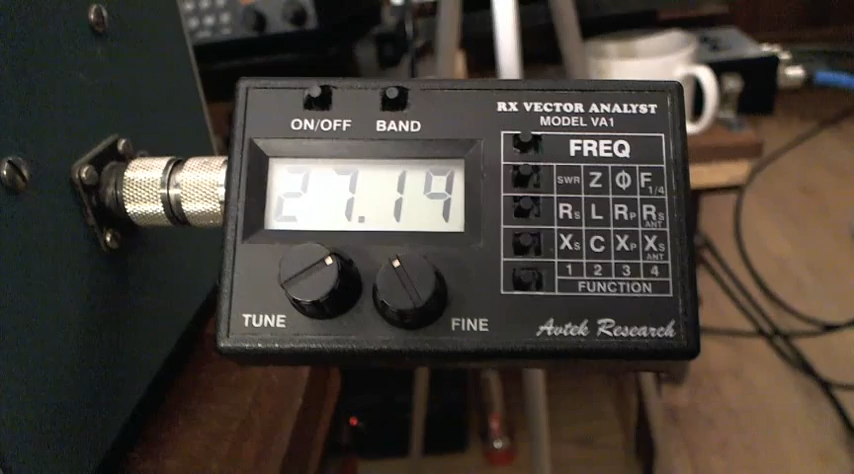 RX VECTOR ANALYST
MODEL VA1
ON/OFF BAND
FREQ
27.19
SWR Z Φ F1/4
RS L RP RS ANT
XS C XP XS ANT
1 2 3 4
FUNCTION
TUNE FINE
Avtek Research